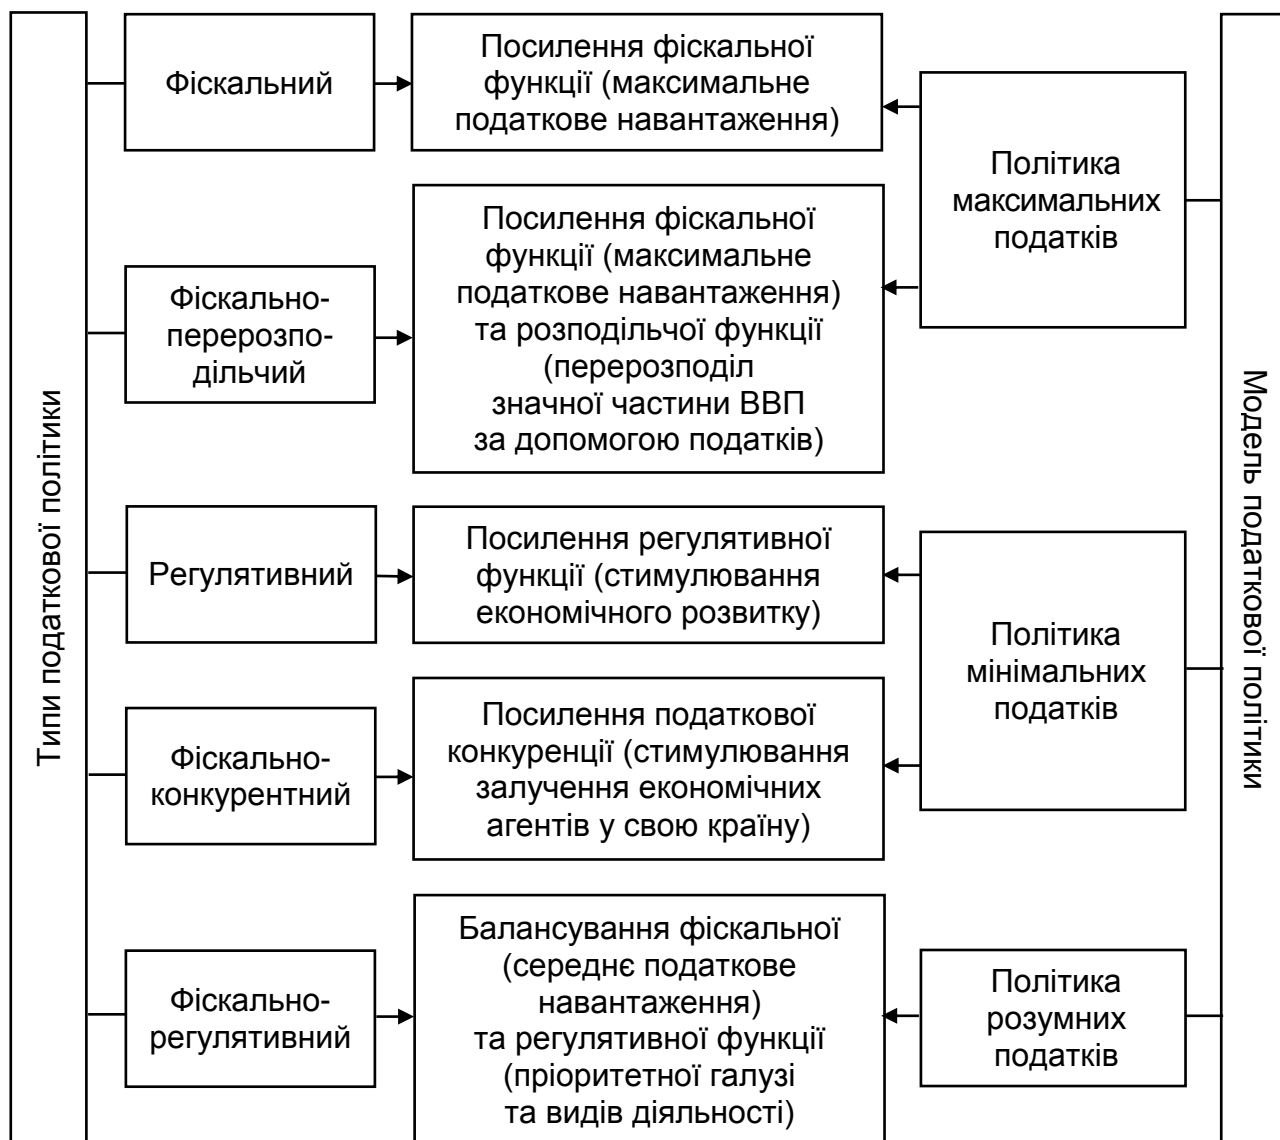 Типи податкової політики
Фіскальний
Посилення фіскальної
функції (максимальне
податкове навантаження)
Політика
максимальних
податків
Фіскально-
перерозпо-
дільчий
Посилення фіскальної
функції (максимальне
податкове навантаження)
та розподільчої функції
(перерозподіл
значної частини ВВП
за допомогою податків)
Регулятивний
Посилення регулятивної
функції (стимулювання
економічного розвитку)
Політика
мінімальних
податків
Фіскально-
конкурентний
Посилення податкової
конкуренції (стимулювання
залучення економічних
агентів у свою країну)
Фіскально-
регулятивний
Балансування фіскальної
(середнє податкове
навантаження)
та регулятивної функції
(пріоритетної галузі
та видів діяльності)
Політика
розумних
податків
Модель податкової політики